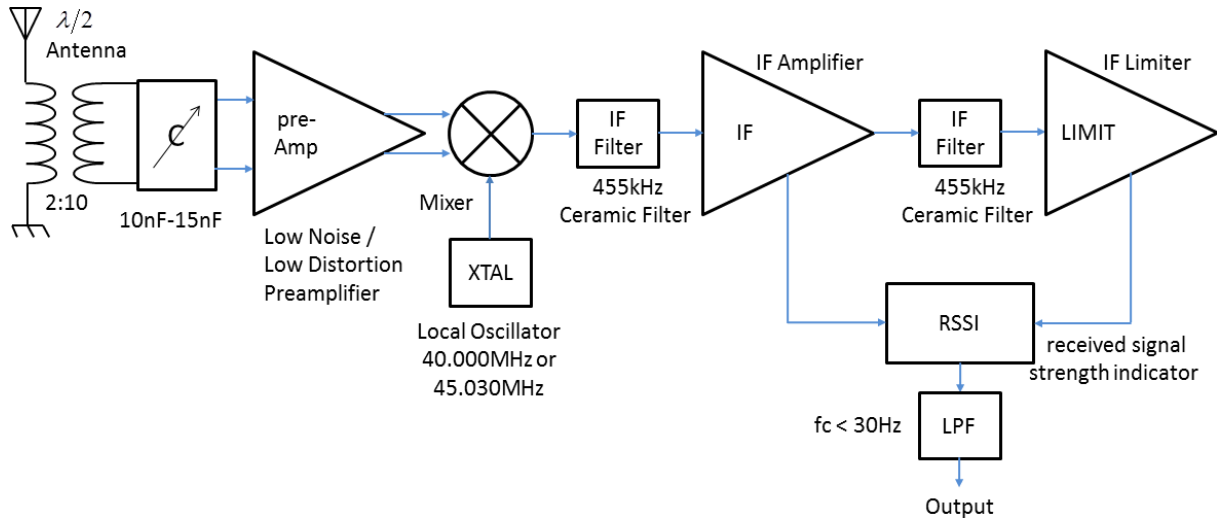 λ/2
Antenna
2:10
C
10nF-15nF
pre-
Amp
Low Noise /
Low Distortion
Preamplifier
Mixer
XTAL
Local Oscillator
40.000MHz or
45.030MHz
IF
Filter
455kHz
Ceramic Filter
IF Amplifier
IF
IF
Filter
455kHz
Ceramic Filter
IF Limiter
LIMIT
RSSI
received signal
strength indicator
fc < 30Hz
LPF
Output